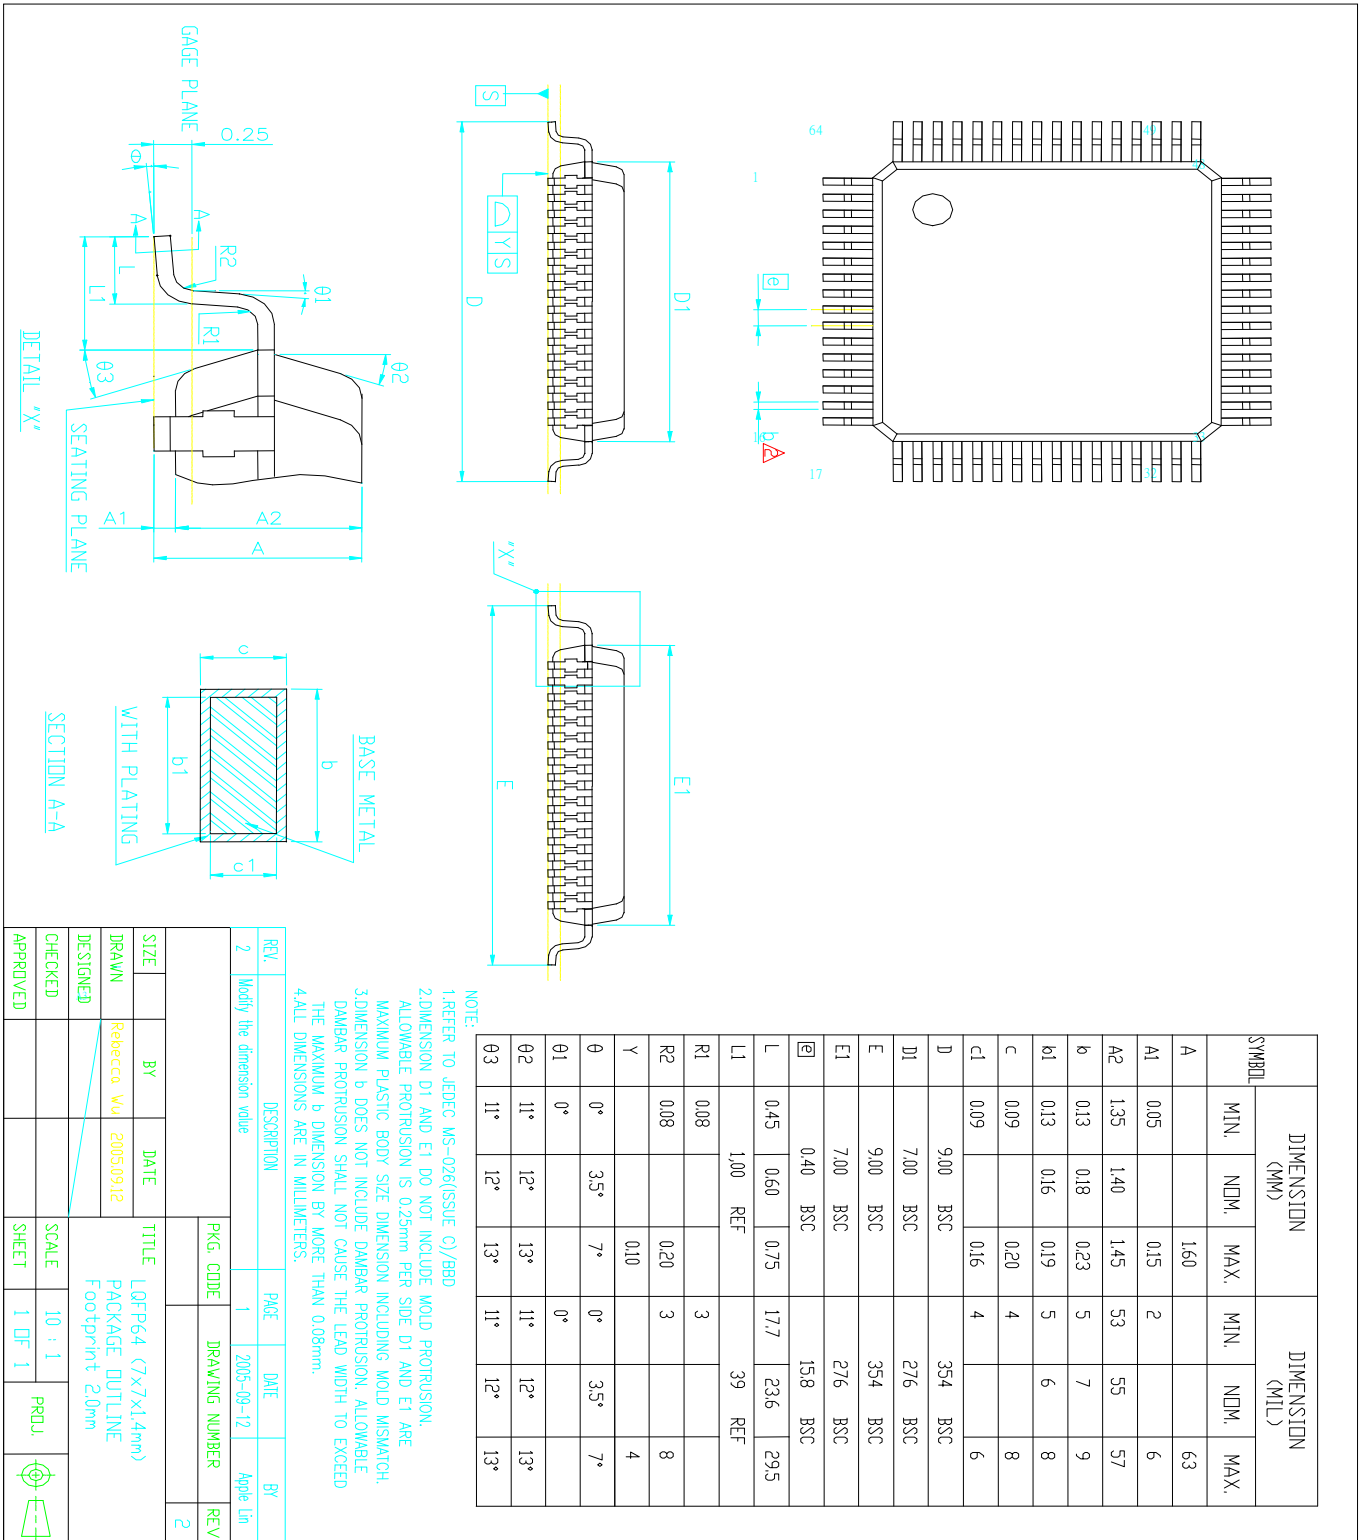 64
49
1
17
32
e
b
2
S
Y S
D1
D
E1
E
"X"
GAGE PLANE
0.25
θ
A
A
L
L1
R2
R1
θ1
θ2
θ3
DETAIL "X"
SEATING PLANE
A1
A2
A
c
b
b1
c1
BASE METAL
WITH PLATING
SECTION A-A
SYMBOL DIMENSION (MM) DIMENSION (MIL)
MIN. NOM. MAX. MIN. NOM. MAX.
A 1.60 63
A1 0.05 0.15 2 6
A2 1.35 1.40 1.45 53 55 57
b 0.13 0.18 0.23 5 7 9
b1 0.13 0.16 0.19 5 6 8
c 0.09 0.20 4 8
c1 0.09 0.16 4 6
D 9.00 BSC 354 BSC
D1 7.00 BSC 276 BSC
E 9.00 BSC 354 BSC
E1 7.00 BSC 276 BSC
e 0.40 BSC 15.8 BSC
L 0.45 0.60 0.75 17.7 23.6 29.5
L1 1.00 REF 39 REF
R1 0.08 3
R2 0.08 0.20 3 8
Y 0.10 4
θ 0° 3.5° 7° 0° 3.5° 7°
θ1 0° 0°
θ2 11° 12° 13° 11° 12° 13°
θ3 11° 12° 13° 11° 12° 13°
NOTE:
1.REFER TO JEDEC MS-026(ISSUE C)/BBD
2.DIMENSION D1 AND E1 DO NOT INCLUDE MOLD PROTRUSION.
ALLOWABLE PROTRUSION IS 0.25mm PER SIDE D1 AND E1 ARE
MAXIMUM PLASTIC BODY SIZE DIMENSION INCLUDING MOLD MISMATCH.
3.DIMENSION b DOES NOT INCLUDE DAMBAR PROTRUSION. ALLOWABLE
DAMBAR PROTRUSION SHALL NOT CAUSE THE LEAD WIDTH TO EXCEED
THE MAXIMUM b DIMENSION BY MORE THAN 0.08mm.
4.ALL DIMENSIONS ARE IN MILLIMETERS.
REV. DESCRIPTION PAGE DATE BY
2 Modify the dimension value 1 2005-09-12 Apple Lin
PKG. CODE DRAWING NUMBER REV
2
SIZE BY DATE
DRAWN Rebecca Wu 2005.09.12
DESIGNED
CHECKED
APPROVED
TITLE
LQFP64 (7x7x1.4mm)
PACKAGE OUTLINE
Footprint 2.0mm
SCALE 10 : 1 PROJ.
SHEET 1 OF 1